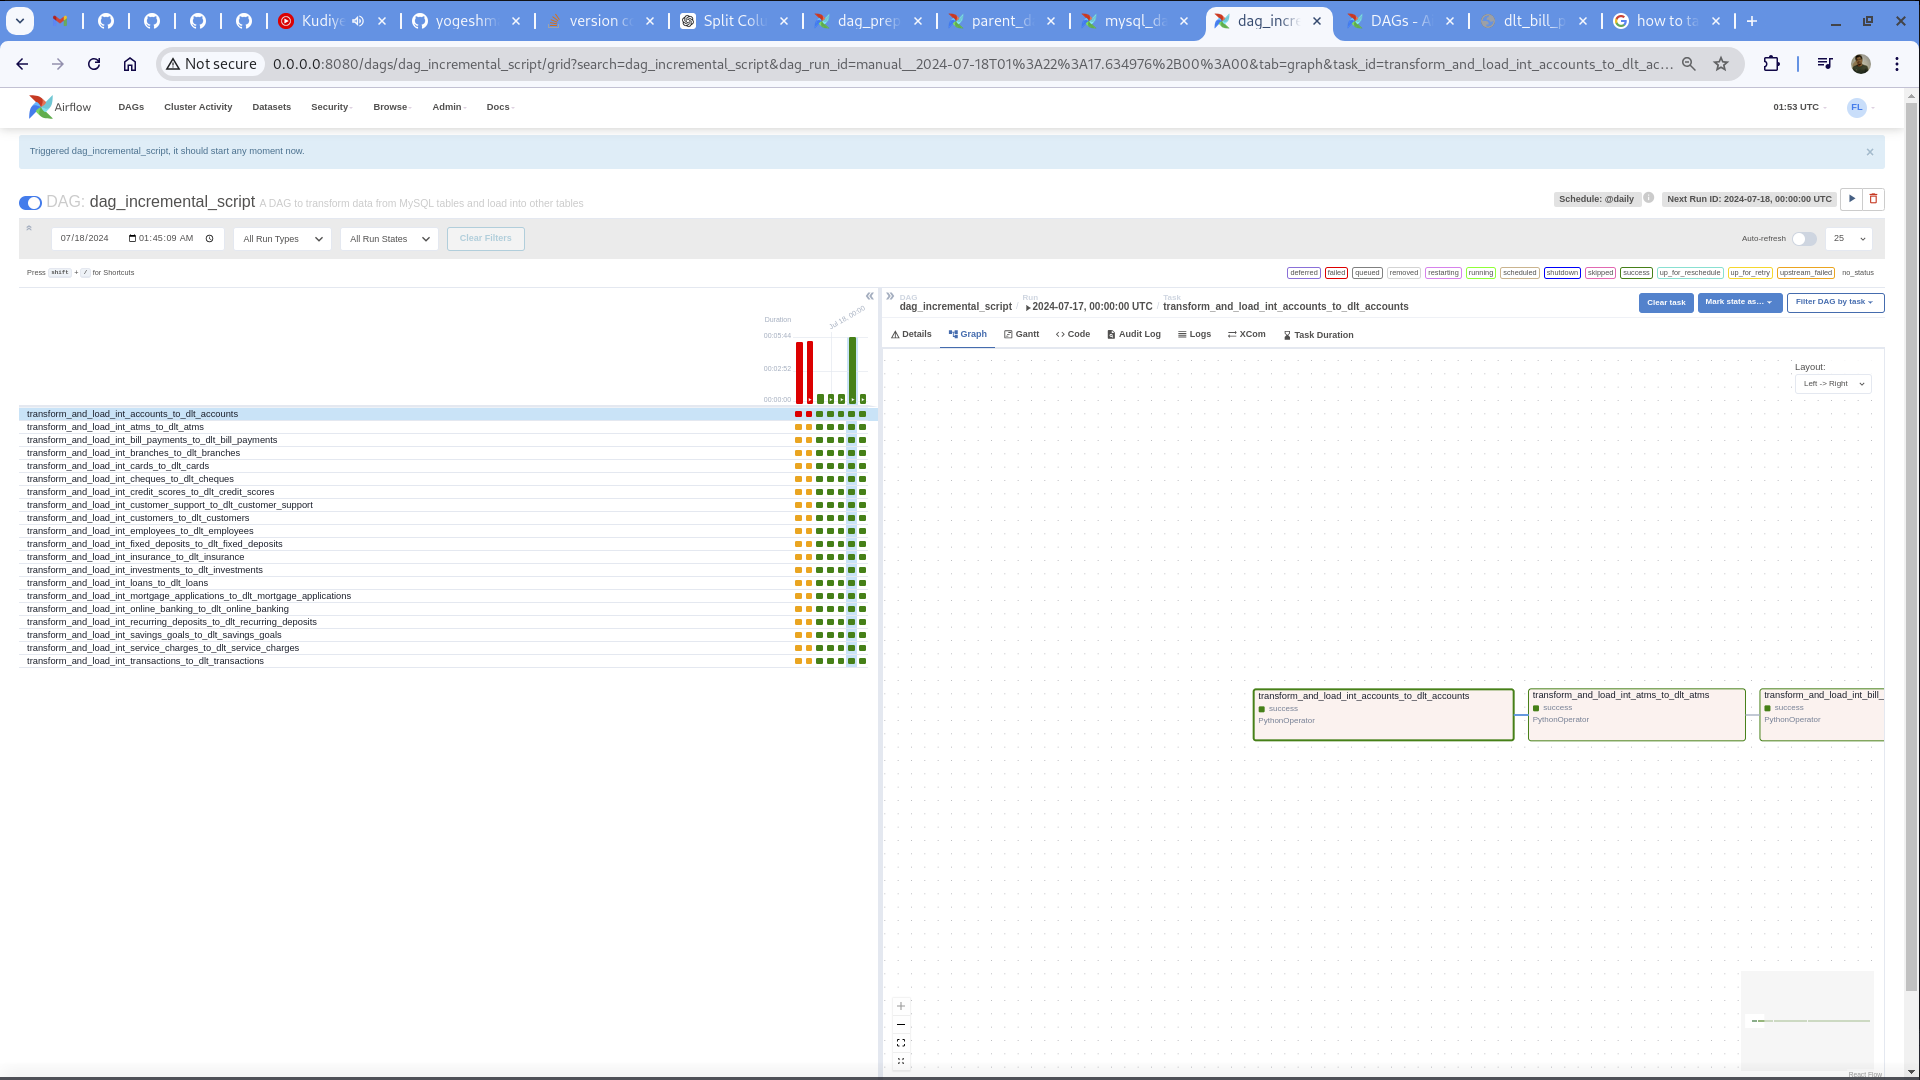 Kudiye
yogeshm
version c
Split Colu
dag_prep
parent_d
mysql_da
dag_incre
DAGs - A
dlt_bill_p
how to ta
Not secure
0.0.0.0:8080/dags/dag_incremental_script/grid?search=dag_incremental_script&dag_run_id=manual__2024-07-18T01%3A22%3A17.634976%2B00%3A00&tab=graph&task_id=transform_and_load_int_accounts_to_dlt_ac...
Airflow
DAGs
Cluster Activity
Datasets
Security
Browse
Admin
Docs
01:53 UTC
FL
Triggered dag_incremental_script, it should start any moment now.
DAG: dag_incremental_script A DAG to transform data from MySQL tables and load into other tables
Schedule: @daily
Next Run ID: 2024-07-18, 00:00:00 UTC
07/18/2024 01:45:09 AM
All Run Types
All Run States
Clear Filters
Auto-refresh
25
Press shift + / for Shortcuts
deferred failed queued removed restarting running scheduled shutdown skipped success up_for_reschedule up_for_retry upstream_failed no_status
DAG
dag_incremental_script
/
Run
2024-07-17, 00:00:00 UTC
/
Task
transform_and_load_int_accounts_to_dlt_accounts
Clear task
Mark state as...
Filter DAG by task
Details
Graph
Gantt
Code
Audit Log
Logs
XCom
Task Duration
Layout:
Left -> Right
Duration
Jul 18, 00:00
00:05:44
00:02:52
00:00:00
transform_and_load_int_accounts_to_dlt_accounts
transform_and_load_int_atms_to_dlt_atms
transform_and_load_int_bill_payments_to_dlt_bill_payments
transform_and_load_int_branches_to_dlt_branches
transform_and_load_int_cards_to_dlt_cards
transform_and_load_int_cheques_to_dlt_cheques
transform_and_load_int_credit_scores_to_dlt_credit_scores
transform_and_load_int_customer_support_to_dlt_customer_support
transform_and_load_int_customers_to_dlt_customers
transform_and_load_int_employees_to_dlt_employees
transform_and_load_int_fixed_deposits_to_dlt_fixed_deposits
transform_and_load_int_insurance_to_dlt_insurance
transform_and_load_int_investments_to_dlt_investments
transform_and_load_int_loans_to_dlt_loans
transform_and_load_int_mortgage_applications_to_dlt_mortgage_applications
transform_and_load_int_online_banking_to_dlt_online_banking
transform_and_load_int_recurring_deposits_to_dlt_recurring_deposits
transform_and_load_int_savings_goals_to_dlt_savings_goals
transform_and_load_int_service_charges_to_dlt_service_charges
transform_and_load_int_transactions_to_dlt_transactions
transform_and_load_int_accounts_to_dlt_accounts
success
PythonOperator
transform_and_load_int_atms_to_dlt_atms
success
PythonOperator
transform_and_load_int_bill_
success
PythonOperator
React Flow